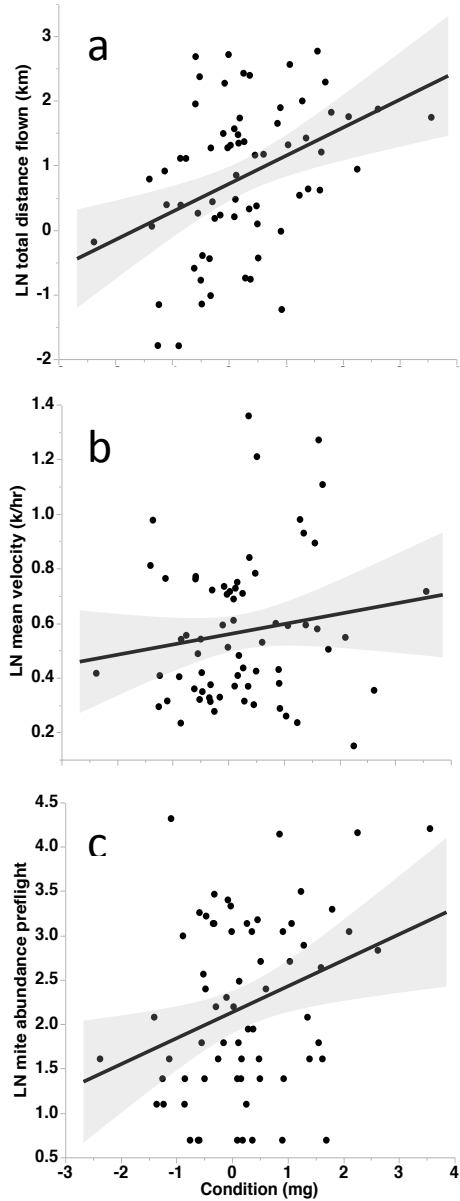 a
LN total distance flown (km)
3
2
1
0
-1
-2
b
LN mean velocity (k/hr)
1.4
1.2
1.0
0.8
0.6
0.4
0.2
c
LN mite abundance preflight
4.5
4.0
3.5
3.0
2.5
2.0
1.5
1.0
0.5
-3 -2 -1 0 1 2 3 4
Condition (mg)